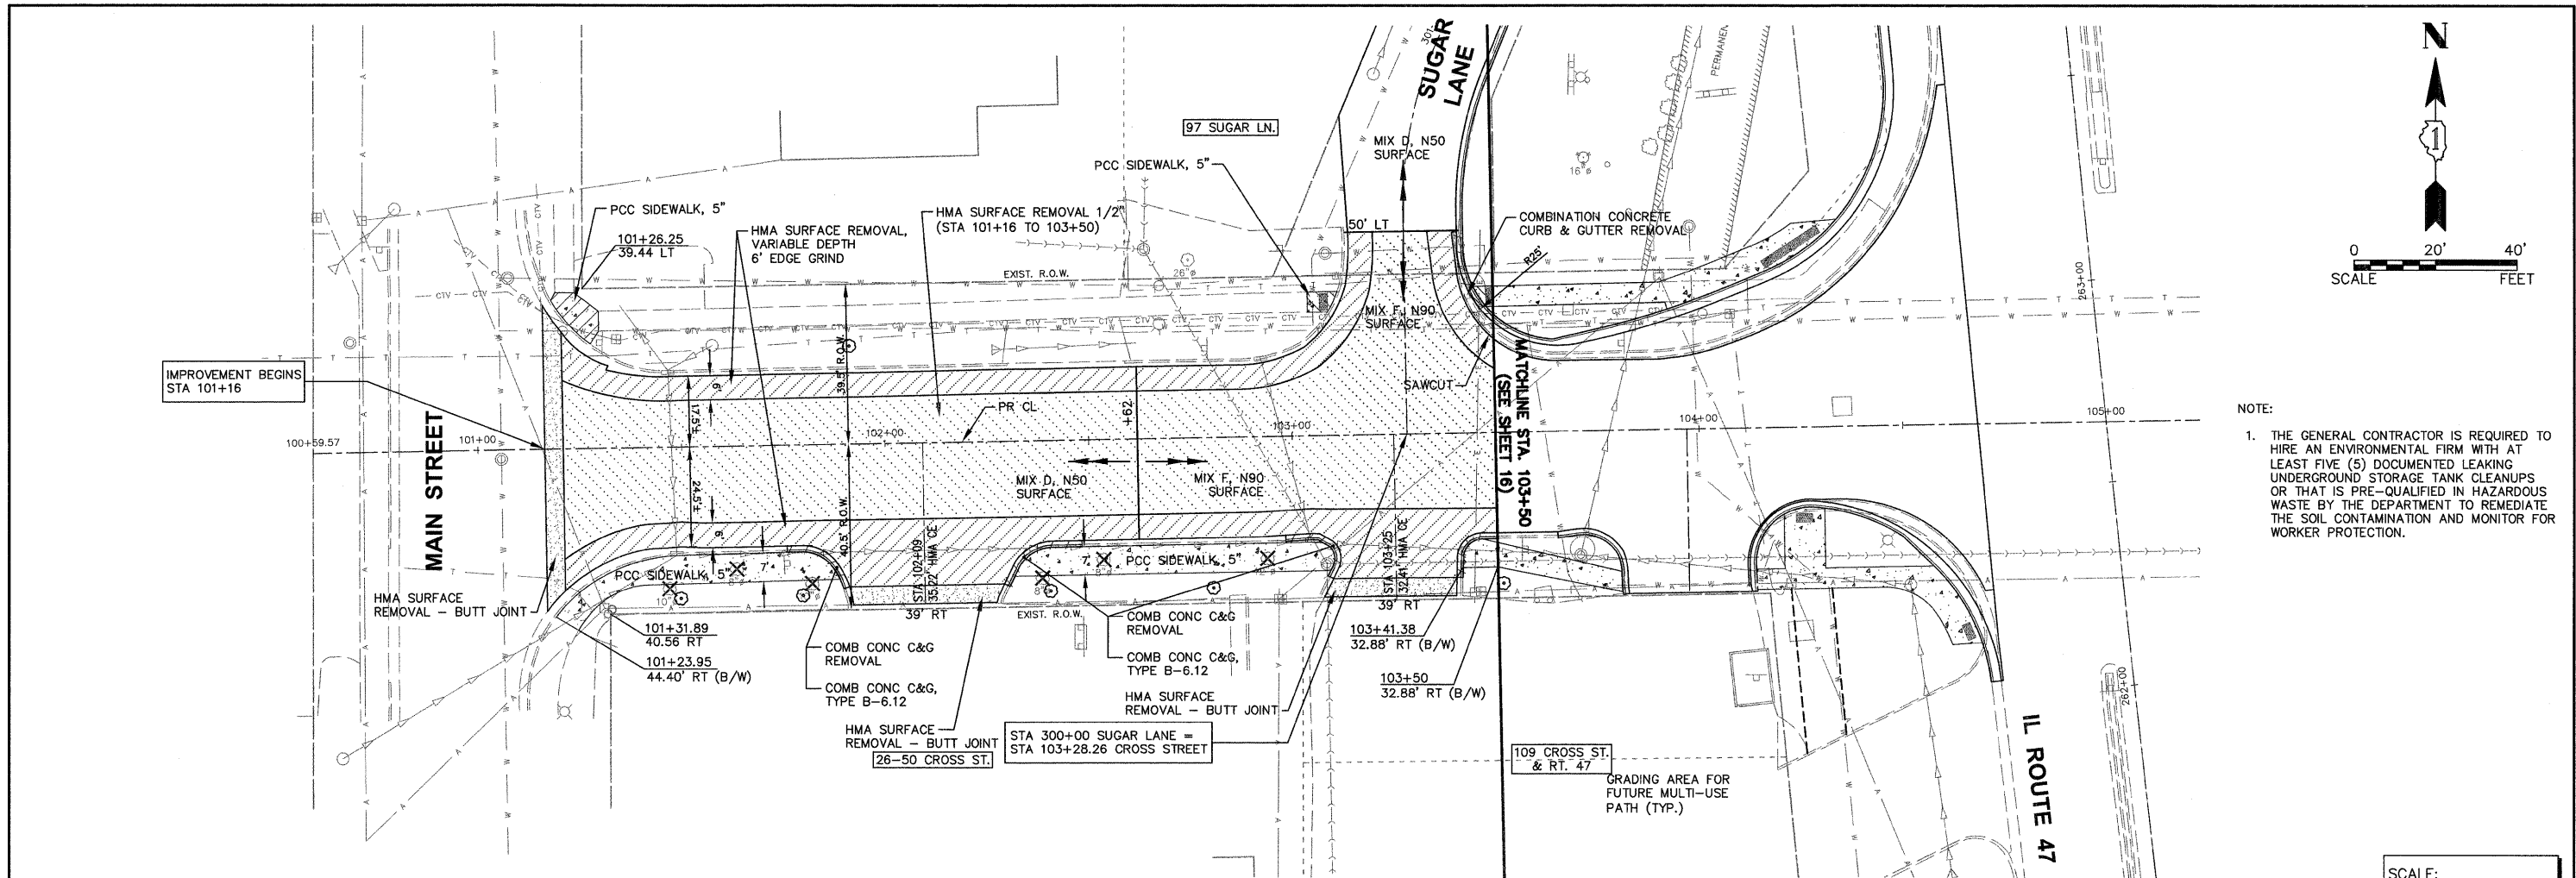 SUGAR
LANE
301
PERMANEN
N
1
97 SUGAR LN.
MIX D, N50
SURFACE
PCC SIDEWALK, 5"
16"ø
PCC SIDEWALK, 5"
101+26.25
39.44 LT
HMA SURFACE REMOVAL,
VARIABLE DEPTH
6' EDGE GRIND
HMA SURFACE REMOVAL 1/2"
(STA 101+16 TO 103+50)
50' LT
COMBINATION CONCRETE
CURB & GUTTER REMOVAL
R25'
0 20' 40'
SCALE FEET
EXIST. R.O.W.
26"ø
263+00
MIX F, N90
SURFACE
IMPROVEMENT BEGINS
STA 101+16
MAIN STREET
6'
17.5'±
39.5' R.O.W.
PR CL
+62
SAWCUT
MATCHLINE STA. 103+50
(SEE SHEET 16)
100+59.57
101+00
102+00
103+00
104+00
105+00
NOTE:
1. THE GENERAL CONTRACTOR IS REQUIRED TO
HIRE AN ENVIRONMENTAL FIRM WITH AT
LEAST FIVE (5) DOCUMENTED LEAKING
UNDERGROUND STORAGE TANK CLEANUPS
OR THAT IS PRE-QUALIFIED IN HAZARDOUS
WASTE BY THE DEPARTMENT TO REMEDIATE
THE SOIL CONTAMINATION AND MONITOR FOR
WORKER PROTECTION.
24.5'±
6'
40.5' R.O.W.
MIX D, N50
SURFACE
MIX F, N90
SURFACE
STA 102+09
35.22' HMA CE
STA 103+25
32.41' HMA CE
PCC SIDEWALK, 5"
7'
7'
PCC SIDEWALK, 5"
HMA SURFACE
REMOVAL - BUTT JOINT
39' RT
EXIST. R.O.W.
39' RT
101+31.89
40.56 RT
101+23.95
44.40' RT (B/W)
COMB CONC C&G
REMOVAL
COMB CONC C&G,
TYPE B-6.12
COMB CONC C&G
REMOVAL
COMB CONC C&G,
TYPE B-6.12
103+41.38
32.88' RT (B/W)
103+50
32.88' RT (B/W)
HMA SURFACE
REMOVAL - BUTT JOINT
HMA SURFACE
REMOVAL - BUTT JOINT
26-50 CROSS ST.
STA 300+00 SUGAR LANE =
STA 103+28.26 CROSS STREET
109 CROSS ST.
& RT. 47
GRADING AREA FOR
FUTURE MULTI-USE
PATH (TYP.)
262+00
IL ROUTE 47
SCALE: